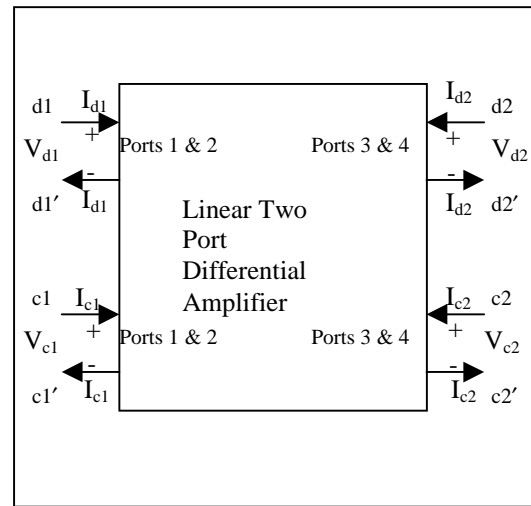 d1 I_d1 I_d2 d2
V_d1 + Ports 1 & 2 Ports 3 & 4 + V_d2
- -
d1′ I_d1 I_d2 d2′
Linear Two
Port
Differential
Amplifier
c1 I_c1 I_c2 c2
V_c1 + Ports 1 & 2 Ports 3 & 4 + V_c2
- -
c1′ I_c1 I_c2 c2′